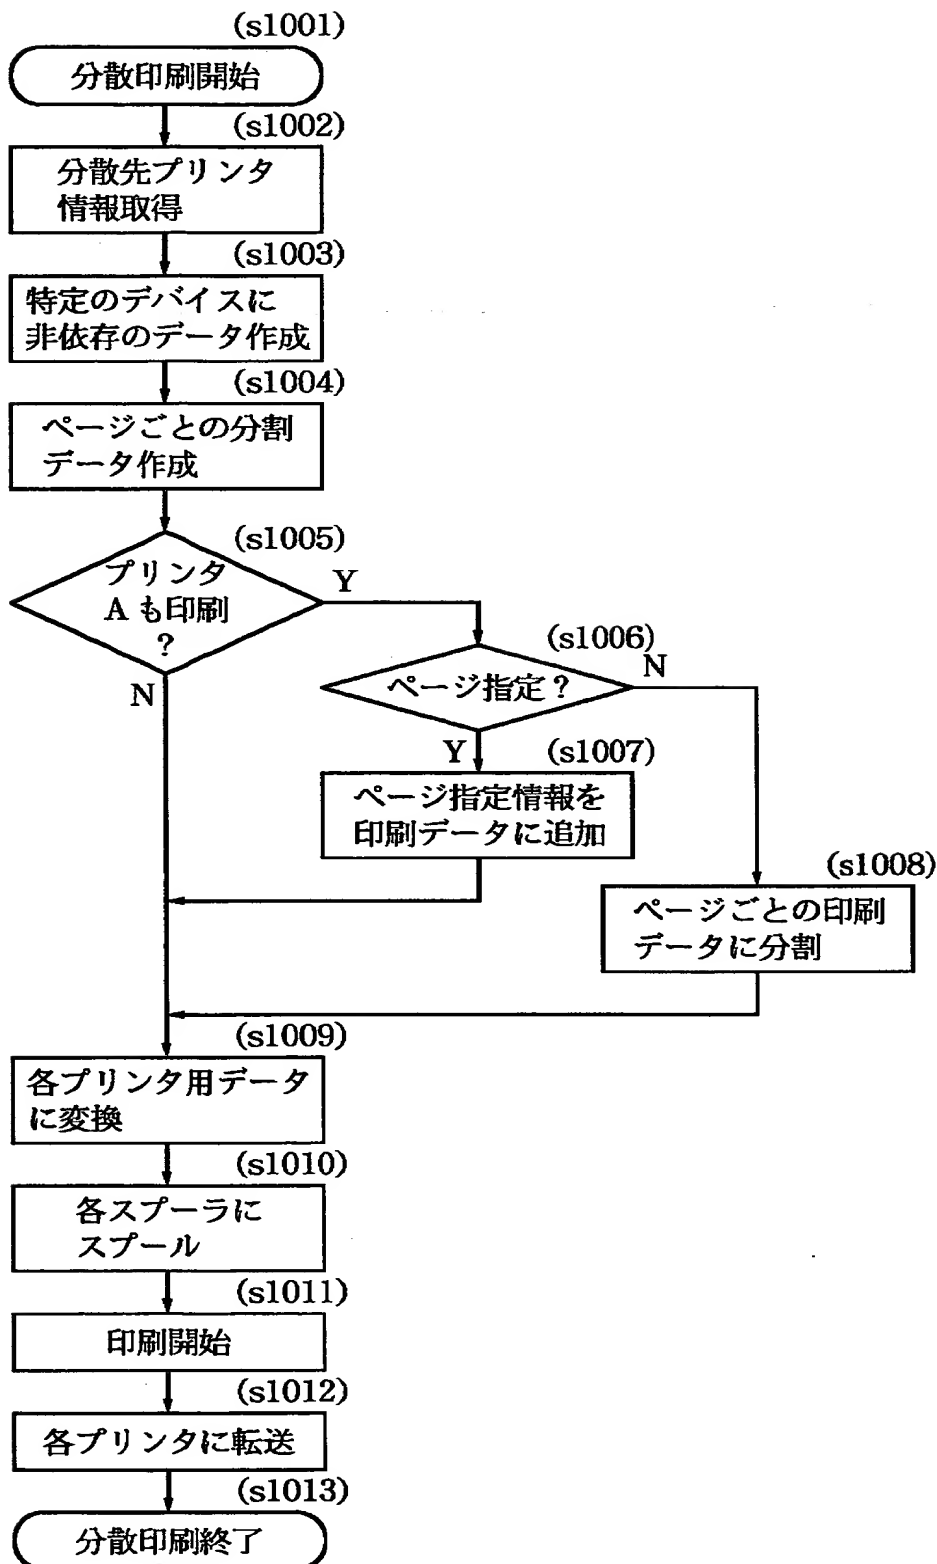 (s1001)
分散印刷開始
(s1002)
分散先プリンタ
情報取得
(s1003)
特定のデバイスに
非依存のデータ作成
(s1004)
ページごとの分割
データ作成
(s1005)
プリンタ
A も印刷
?
Y
N
(s1006)
ページ指定?
N
Y
(s1007)
ページ指定情報を
印刷データに追加
(s1008)
ページごとの印刷
データに分割
(s1009)
各プリンタ用データ
に変換
(s1010)
各スプーラに
スプール
(s1011)
印刷開始
(s1012)
各プリンタに転送
(s1013)
分散印刷終了